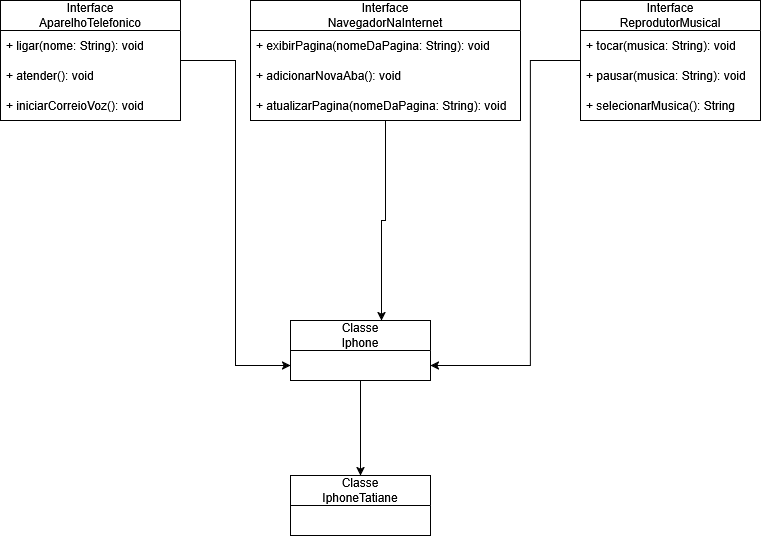 Interface
AparelhoTelefonico
+ ligar(nome: String): void
+ atender(): void
+ iniciarCorreioVoz(): void
Interface
NavegadorNaInternet
+ exibirPagina(nomeDaPagina: String): void
+ adicionarNovaAba(): void
+ atualizarPagina(nomeDaPagina: String): void
Interface
ReprodutorMusical
+ tocar(musica: String): void
+ pausar(musica: String): void
+ selecionarMusica(): String
Classe
Iphone
Classe
IphoneTatiane